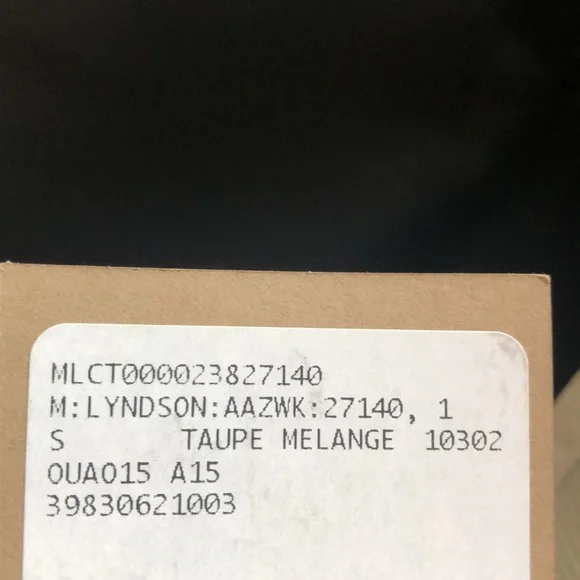 MLCT000023827140
M:LYNDSON:AAZWK:27140, 1
S TAUPE MELANGE 10302
OUA015 A15
39830621003